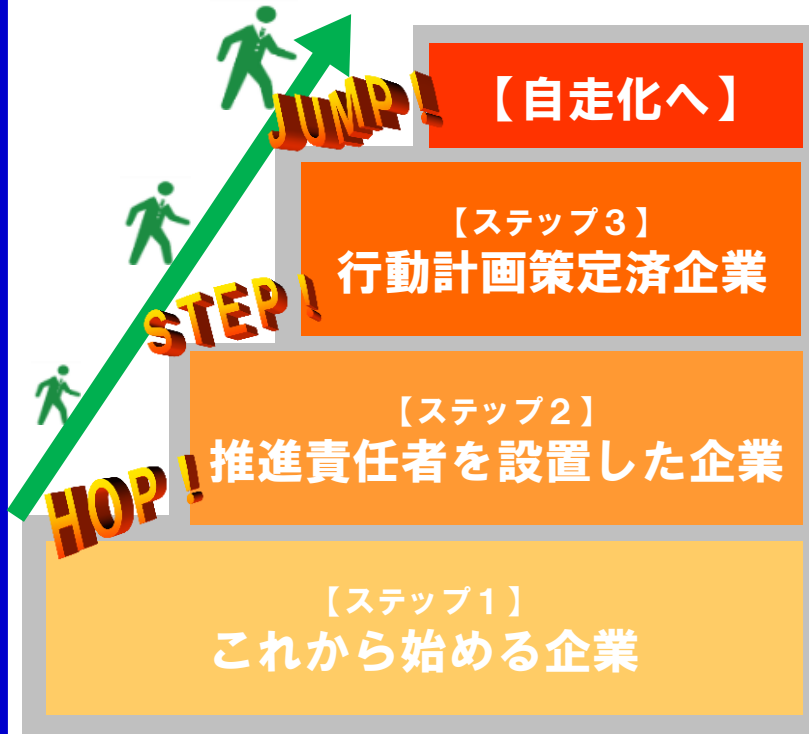 JUMP!
【自走化へ】
【ステップ3】
行動計画策定済企業
STEP!
【ステップ2】
推進責任者を設置した企業
HOP!
【ステップ1】
これから始める企業